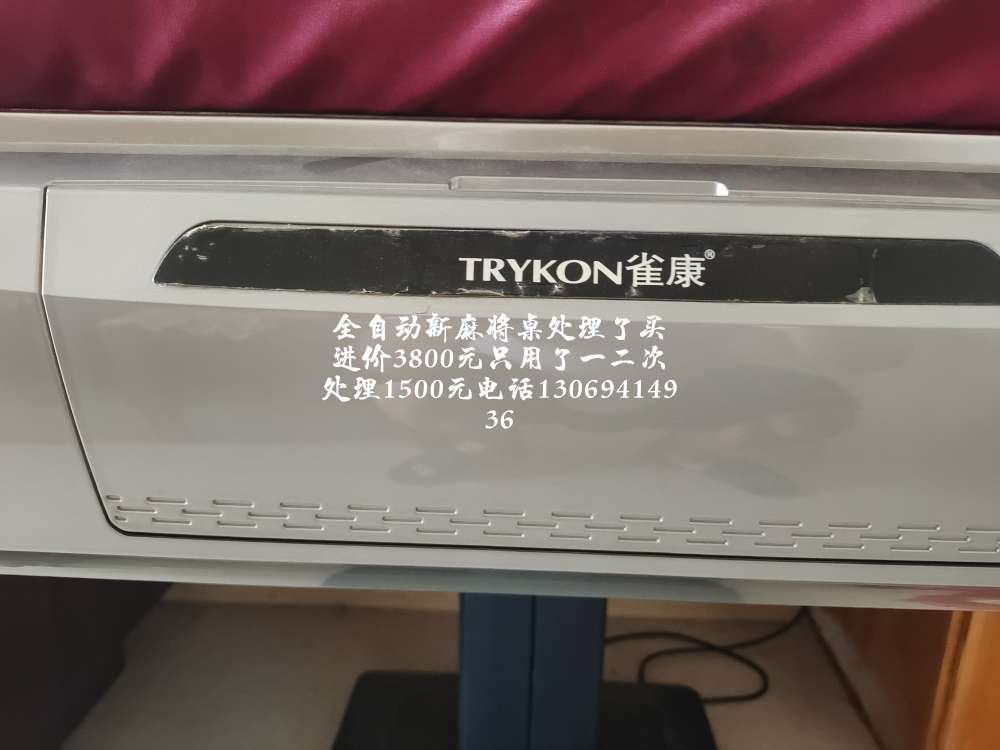 TRYKON雀康®
全自动新麻将桌处理了买
进价3800元只用了一二次
处理1500元电话130694149
36